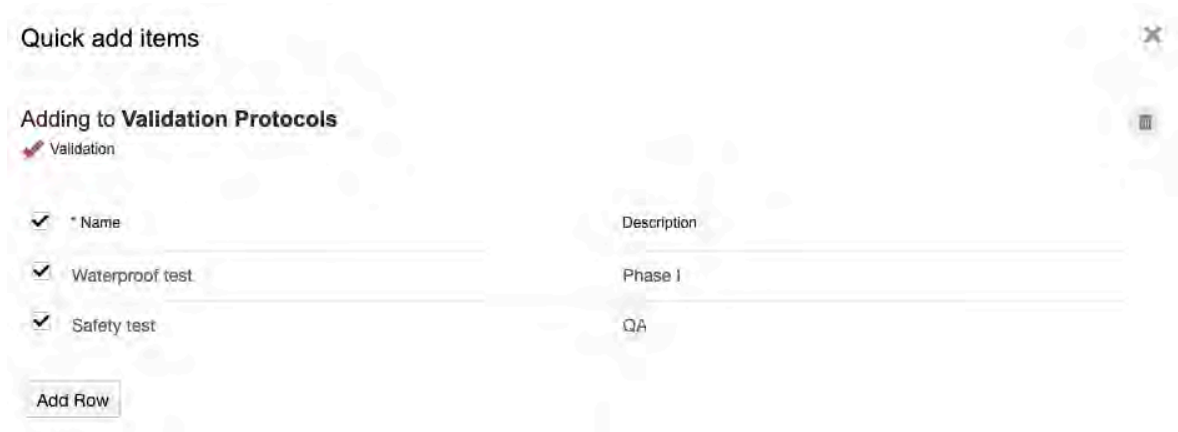 Quick add items
Adding to Validation Protocols
Validation
* Name Description
Waterproof test Phase I
Safety test QA
Add Row